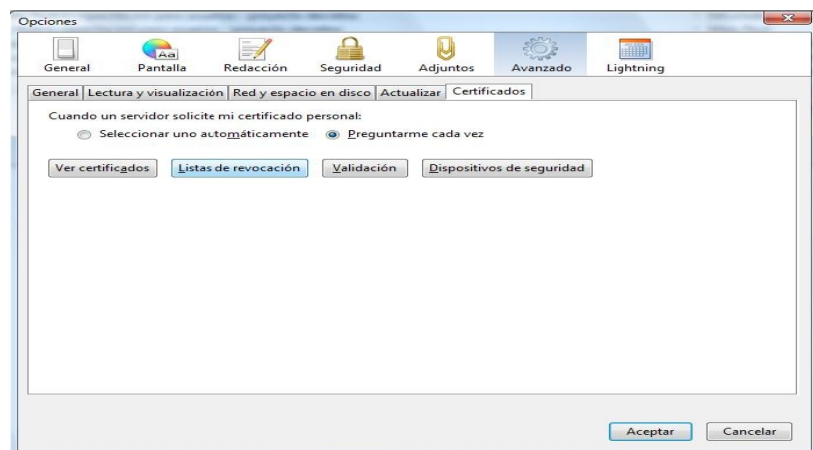 Opciones
General Pantalla Redacción Seguridad Adjuntos Avanzado Lightning
General Lectura y visualización Red y espacio en disco Actualizar Certificados
Cuando un servidor solicite mi certificado personal:
Seleccionar uno automáticamente Preguntarme cada vez
Ver certificados Listas de revocación Validación Dispositivos de seguridad
Aceptar Cancelar